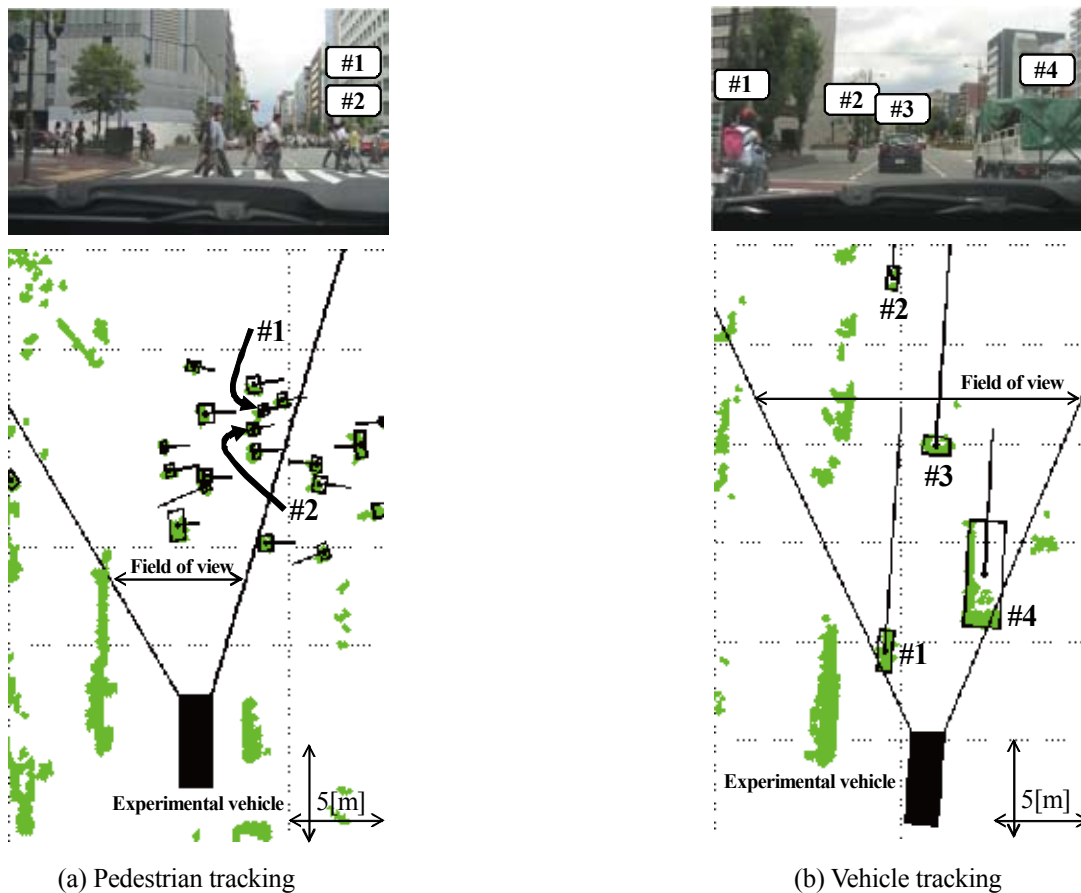 #1
#2
#1
#2
Field of view
Experimental vehicle
5[m]
(a) Pedestrian tracking
#1
#2
#3
#4
#2
Field of view
#3
#4
#1
Experimental vehicle
5[m]
(b) Vehicle tracking